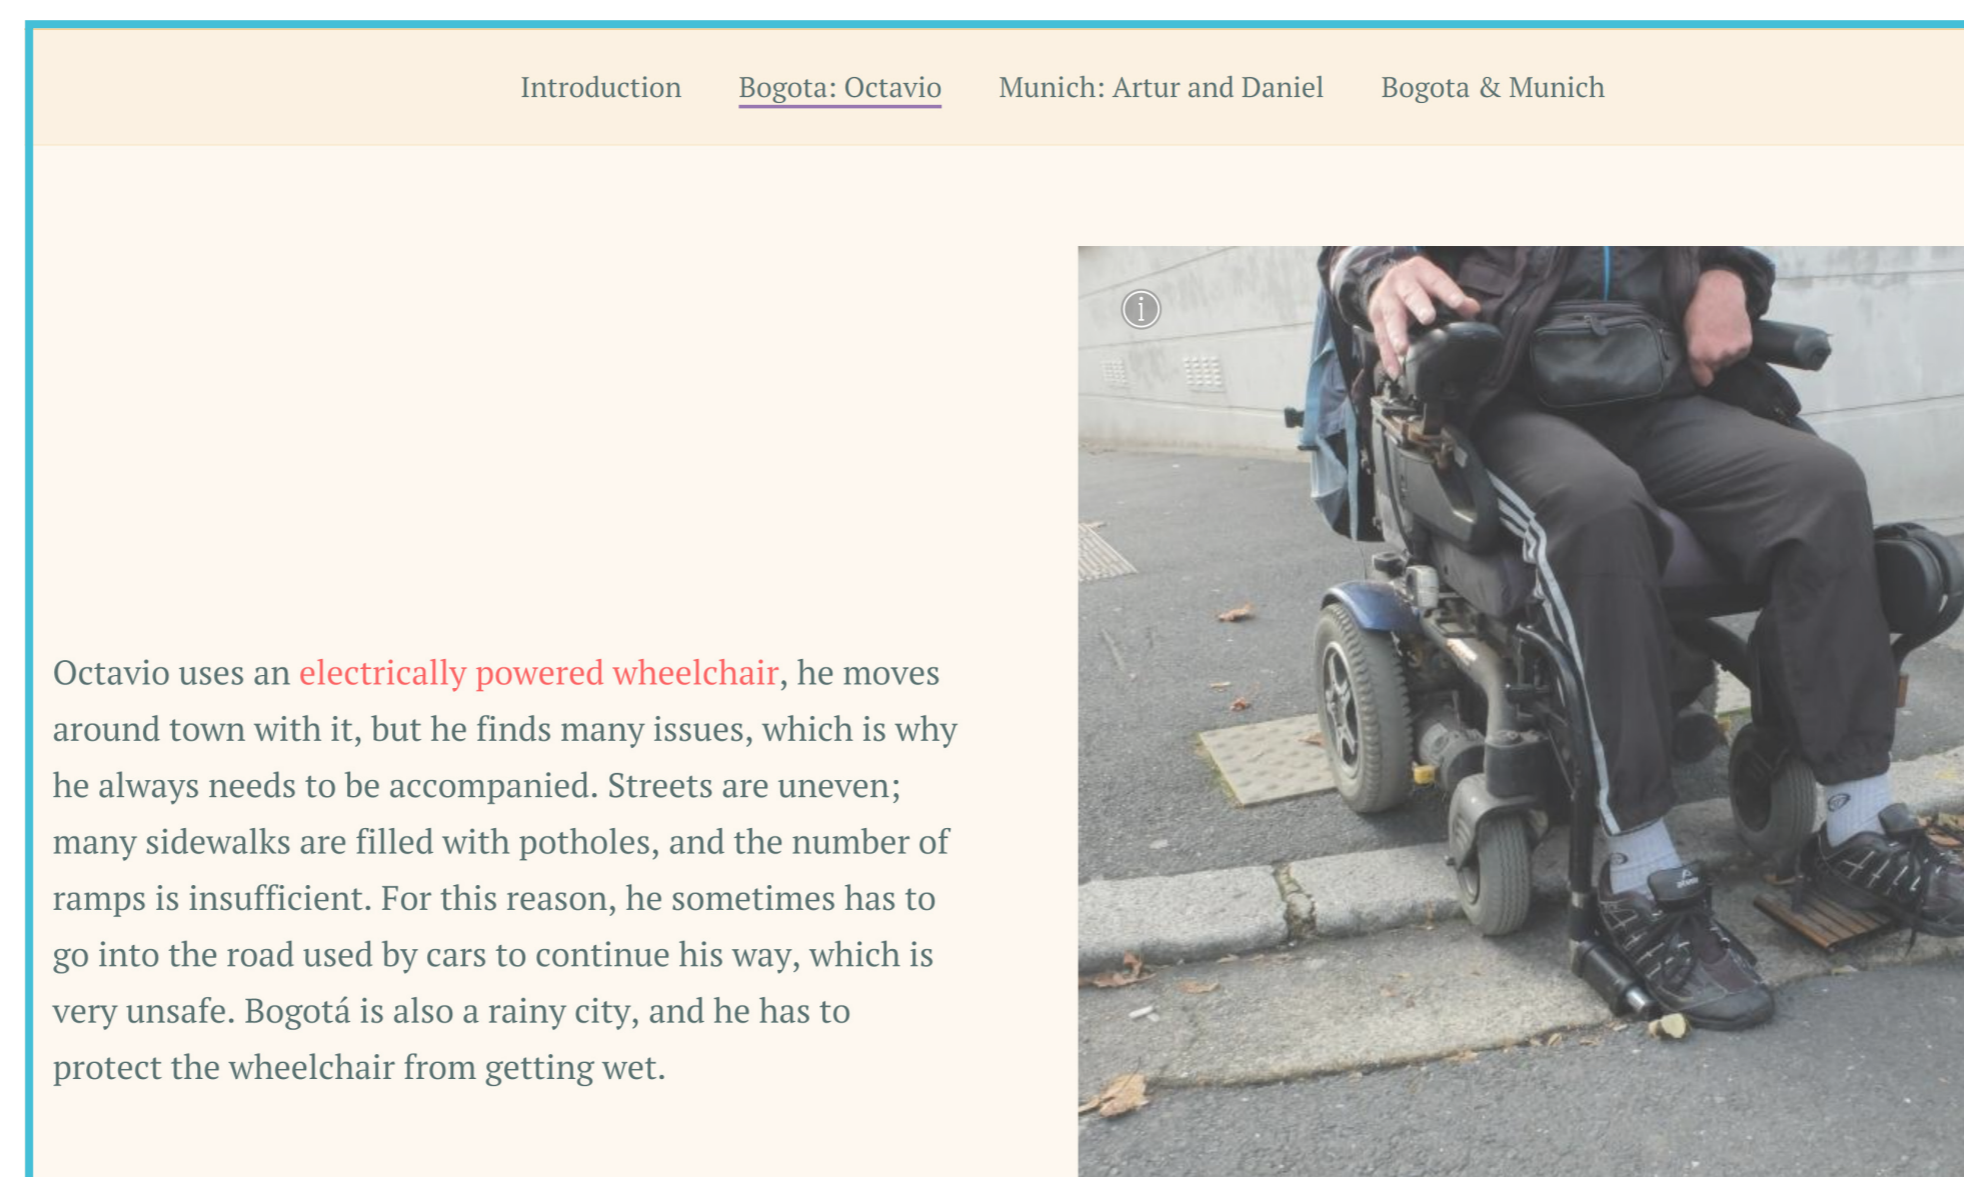 Introduction
Bogota: Octavio
Munich: Artur and Daniel
Bogota & Munich
i
Octavio uses an electrically powered wheelchair, he moves
around town with it, but he finds many issues, which is why
he always needs to be accompanied. Streets are uneven;
many sidewalks are filled with potholes, and the number of
ramps is insufficient. For this reason, he sometimes has to
go into the road used by cars to continue his way, which is
very unsafe. Bogotá is also a rainy city, and he has to
protect the wheelchair from getting wet.